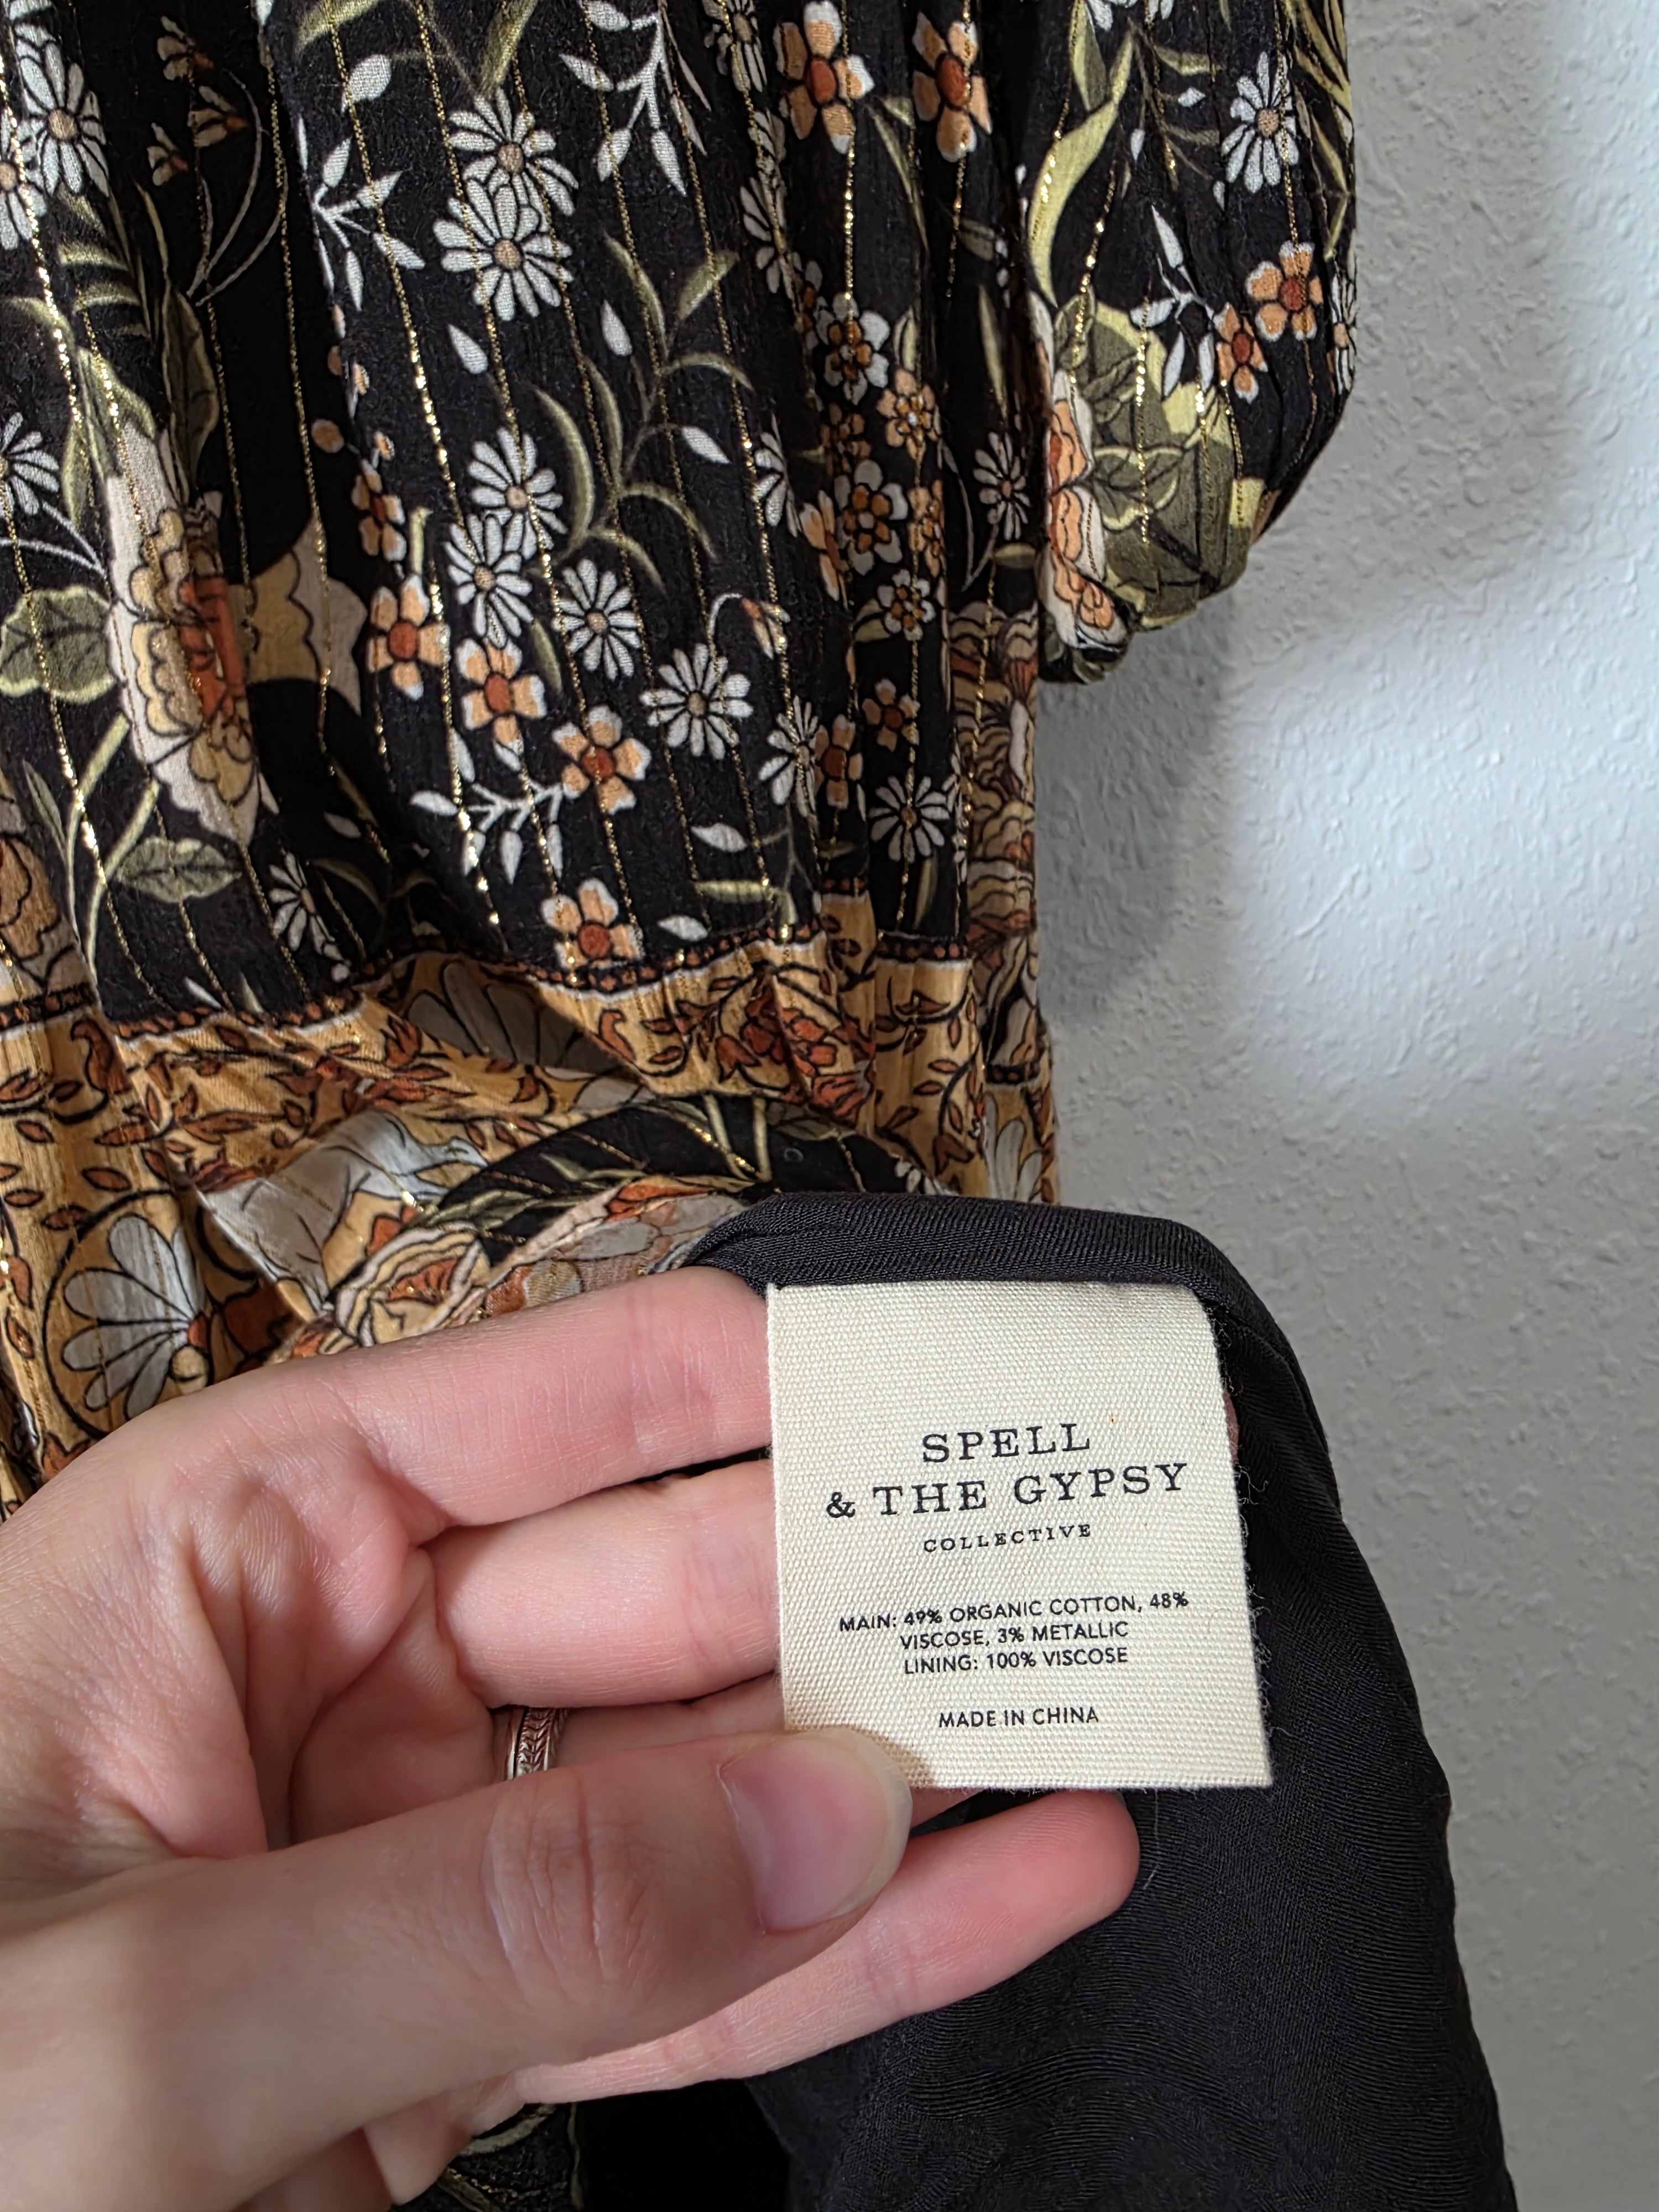 SPELL
& THE GYPSY
COLLECTIVE
MAIN: 49% ORGANIC COTTON, 48%
VISCOSE, 3% METALLIC
LINING: 100% VISCOSE
MADE IN CHINA